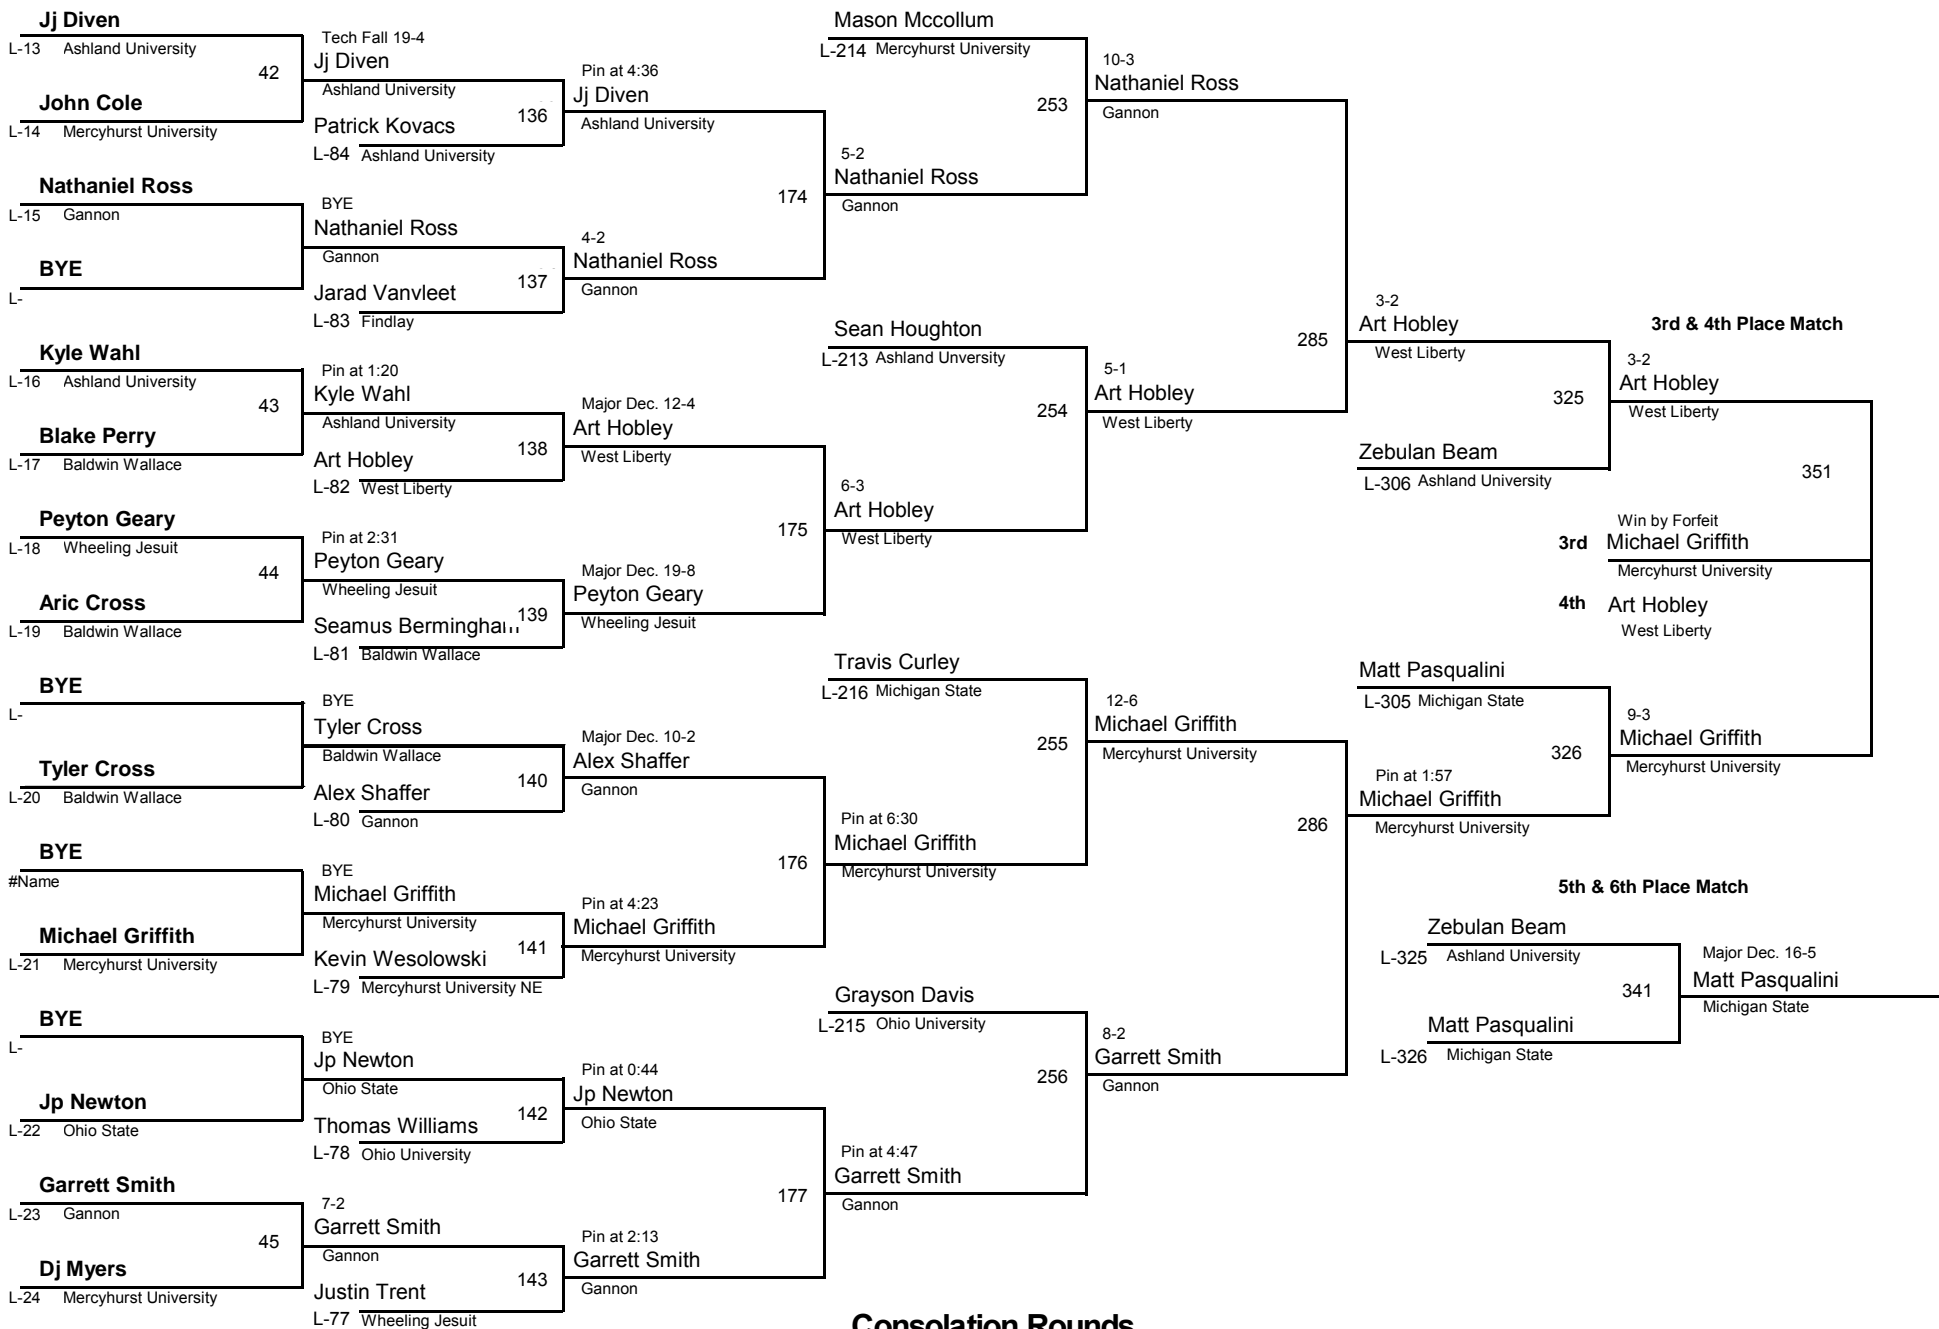 Jj Diven
L-13 Ashland University
42
John Cole
L-14 Mercyhurst University
Nathaniel Ross
L-15 Gannon
BYE
L-
Kyle Wahl
L-16 Ashland University
43
Blake Perry
L-17 Baldwin Wallace
Peyton Geary
L-18 Wheeling Jesuit
44
Aric Cross
L-19 Baldwin Wallace
BYE
L-
Tyler Cross
L-20 Baldwin Wallace
BYE
#Name
Michael Griffith
L-21 Mercyhurst University
BYE
L-
Jp Newton
L-22 Ohio State
Garrett Smith
L-23 Gannon
45
Dj Myers
L-24 Mercyhurst University
Tech Fall 19-4
Jj Diven
Ashland University
136
Patrick Kovacs
L-84 Ashland University
BYE
Nathaniel Ross
Gannon
137
Jarad Vanvleet
L-83 Findlay
Pin at 1:20
Kyle Wahl
Ashland University
138
Art Hobley
L-82 West Liberty
Pin at 2:31
Peyton Geary
Wheeling Jesuit
139
Seamus Bermingham
L-81 Baldwin Wallace
BYE
Tyler Cross
Baldwin Wallace
140
Alex Shaffer
L-80 Gannon
BYE
Michael Griffith
Mercyhurst University
141
Kevin Wesolowski
L-79 Mercyhurst University NE
BYE
Jp Newton
Ohio State
142
Thomas Williams
L-78 Ohio University
7-2
Garrett Smith
Gannon
143
Justin Trent
L-77 Wheeling Jesuit
Pin at 4:36
Jj Diven
Ashland University
174
4-2
Nathaniel Ross
Gannon
Major Dec. 12-4
Art Hobley
West Liberty
175
Major Dec. 19-8
Peyton Geary
Wheeling Jesuit
Major Dec. 10-2
Alex Shaffer
Gannon
176
Pin at 4:23
Michael Griffith
Mercyhurst University
Pin at 0:44
Jp Newton
Ohio State
177
Pin at 2:13
Garrett Smith
Gannon
Mason Mccollum
L-214 Mercyhurst University
253
5-2
Nathaniel Ross
Gannon
Sean Houghton
L-213 Ashland Unversity
254
6-3
Art Hobley
West Liberty
Travis Curley
L-216 Michigan State
255
Pin at 6:30
Michael Griffith
Mercyhurst University
Grayson Davis
L-215 Ohio University
256
Pin at 4:47
Garrett Smith
Gannon
10-3
Nathaniel Ross
Gannon
285
5-1
Art Hobley
West Liberty
12-6
Michael Griffith
Mercyhurst University
286
8-2
Garrett Smith
Gannon
3-2
Art Hobley
West Liberty
325
Zebulan Beam
L-306 Ashland University
Matt Pasqualini
L-305 Michigan State
326
Pin at 1:57
Michael Griffith
Mercyhurst University
3rd & 4th Place Match
3-2
Art Hobley
West Liberty
351
Win by Forfeit
3rd Michael Griffith
Mercyhurst University
4th Art Hobley
West Liberty
9-3
Michael Griffith
Mercyhurst University
5th & 6th Place Match
Zebulan Beam
L-325 Ashland University
341
Matt Pasqualini
L-326 Michigan State
Major Dec. 16-5
Matt Pasqualini
Michigan State
Consolation Rounds